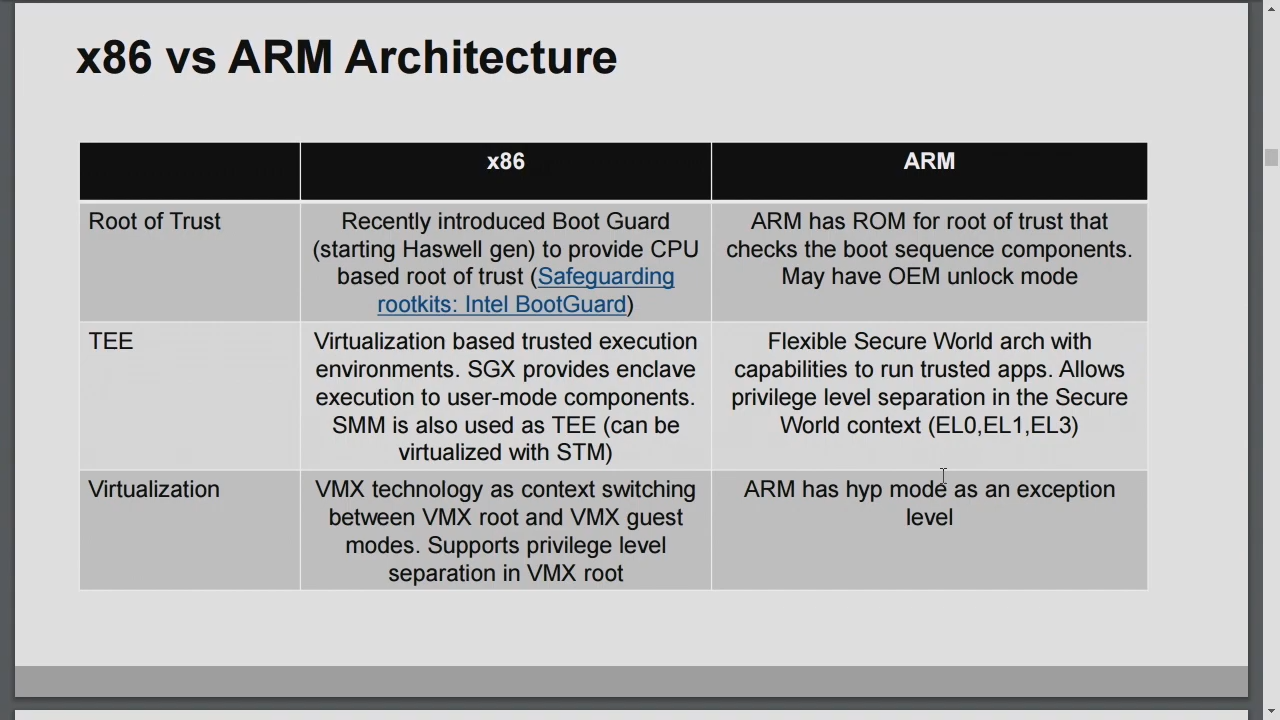 x86 vs ARM Architecture
x86
ARM
Root of Trust
Recently introduced Boot Guard
(starting Haswell gen) to provide CPU
based root of trust (Safeguarding
rootkits: Intel BootGuard)
ARM has ROM for root of trust that
checks the boot sequence components.
May have OEM unlock mode
TEE
Virtualization based trusted execution
environments. SGX provides enclave
execution to user-mode components.
SMM is also used as TEE (can be
virtualized with STM)
Flexible Secure World arch with
capabilities to run trusted apps. Allows
privilege level separation in the Secure
World context (EL0,EL1,EL3)
Virtualization
VMX technology as context switching
between VMX root and VMX guest
modes. Supports privilege level
separation in VMX root
ARM has hyp mode as an exception
level